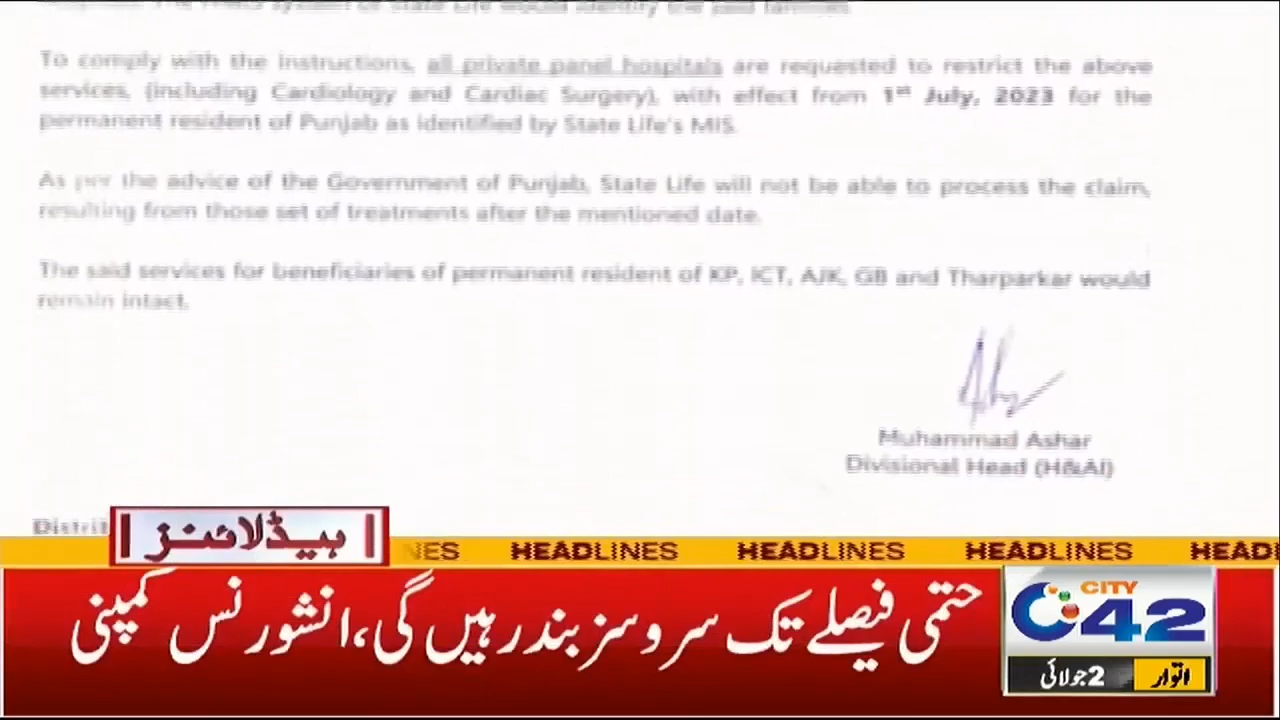 To comply with the instructions, all private panel hospitals are requested to restrict the above
services, (including Cardiology and Cardiac Surgery), with effect from 1st July, 2023 for the
permanent resident of Punjab as identified by State Life's MIS.
As per the advice of the Government of Punjab, State Life will not be able to process the claim,
resulting from those set of treatments after the mentioned date.
The said services for beneficiaries of permanent resident of KP, ICT, AJK, GB and Tharparkar would
remain intact.
Muhammad Ashar
Divisional Head (H&AI)
Distrib
ہیڈلائنز
NES HEADLINES HEADLINES HEADLINES HEAD
حتمی فیصلے تک سروسز بند رہیں گی، انشورنس کمپنی
CITY
42
اتوار 2 جولائی